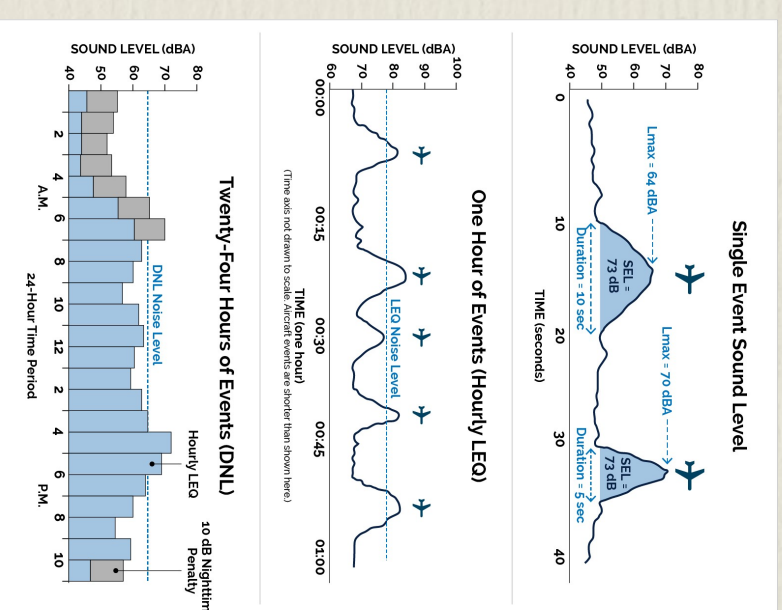 Single Event Sound Level
SOUND LEVEL (dBA)
80
70
60
50
40
Lmax = 64 dBA
Lmax = 70 dBA
SEL =
73 dB
SEL =
73 dB
Duration = 10 sec
Duration = 5 sec
0
10
20
30
40
TIME (seconds)
One Hour of Events (Hourly LEQ)
SOUND LEVEL (dBA)
100
90
80
70
60
LEQ Noise Level
00:00
00:15
00:30
00:45
01:00
TIME (one hour)
(Time axis not drawn to scale. Aircraft events are shorter than shown here.)
Twenty-Four Hours of Events (DNL)
SOUND LEVEL (dBA)
80
70
60
50
40
Hourly LEQ
10 dB Nighttim
Penalty
DNL Noise Level
2
4
6
8
10
12
2
4
6
8
10
A.M.
P.M.
24-Hour Time Period